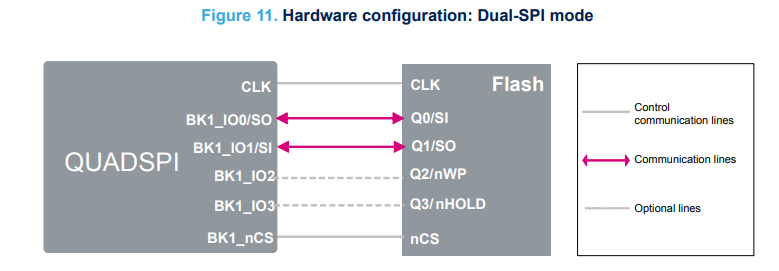 Figure 11. Hardware configuration: Dual-SPI mode
QUADSPI
CLK
BK1_IO0/SO
BK1_IO1/SI
BK1_IO2
BK1_IO3
BK1_nCS
Flash
CLK
Q0/SI
Q1/SO
Q2/nWP
Q3/nHOLD
nCS
Control
communication lines
Communication lines
Optional lines